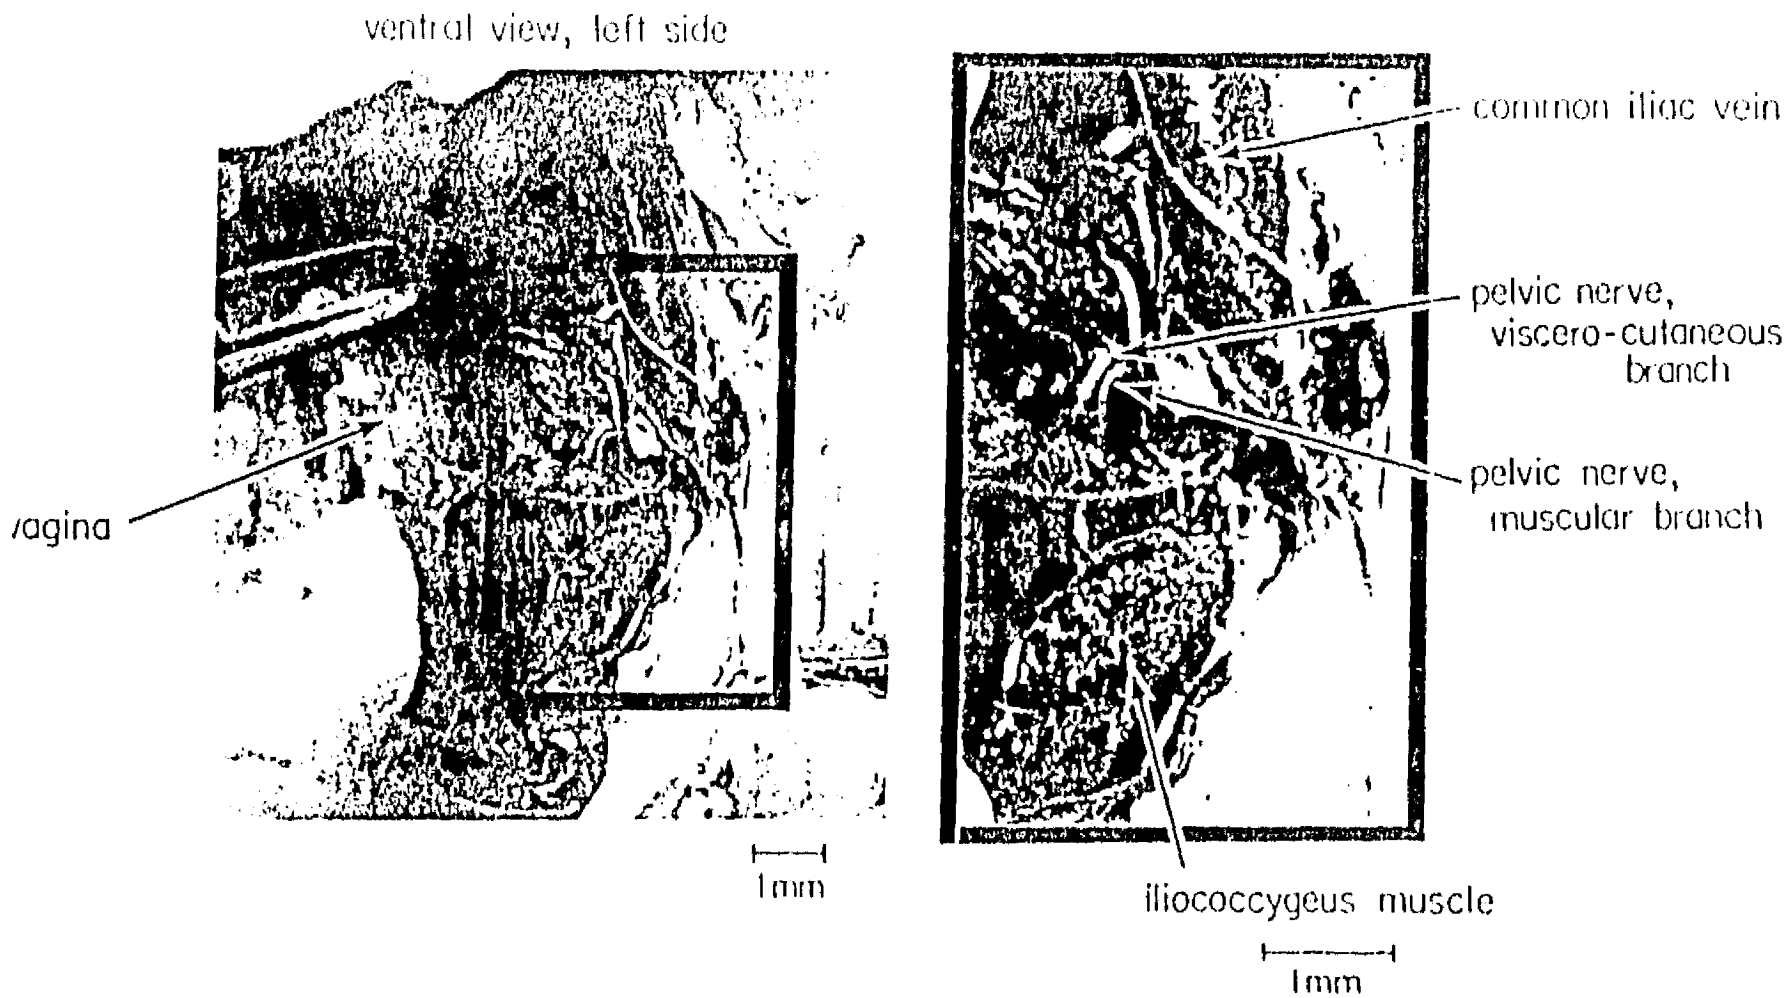 ventral view, left side
common iliac vein
pelvic nerve,
viscero-cutaneous
branch
pelvic nerve,
muscular branch
vagina
1mm
iliococcygeus muscle
1mm